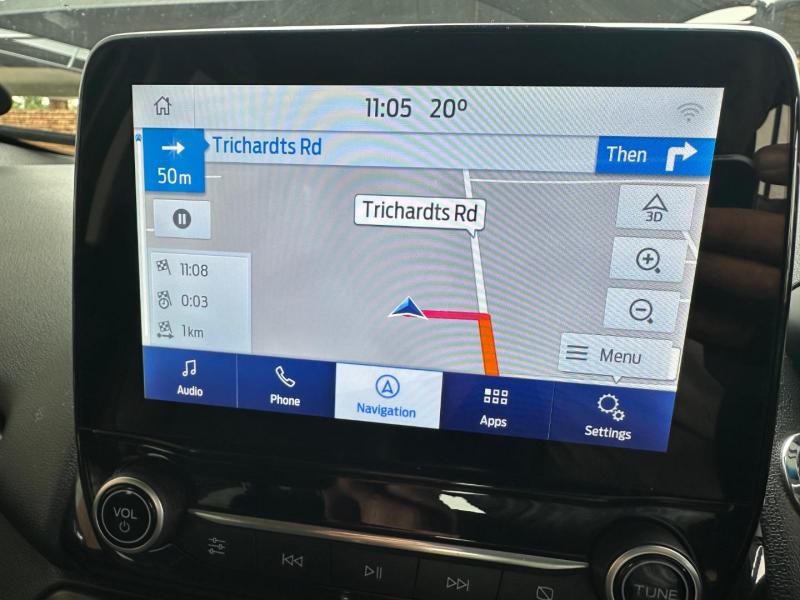 11:05 20º
Trichardts Rd
Then
50m
Trichardts Rd
3D
11:08
0:03
1km
Menu
Audio
Phone
Navigation
Apps
Settings
VOL
TUNE